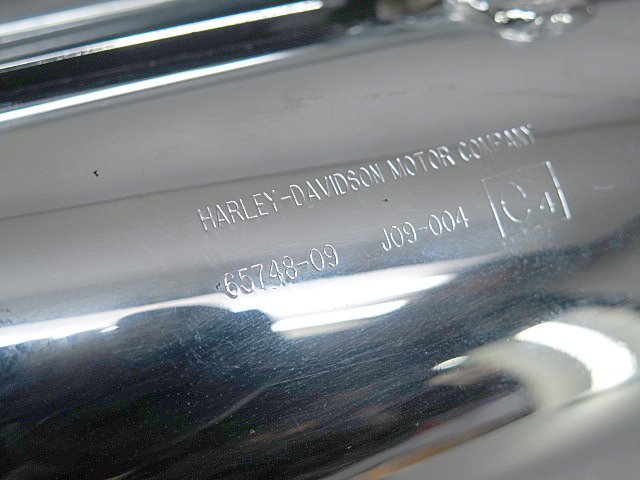 HARLEY-DAVIDSON MOTOR COMPANY
65748-09 J09-004 C4